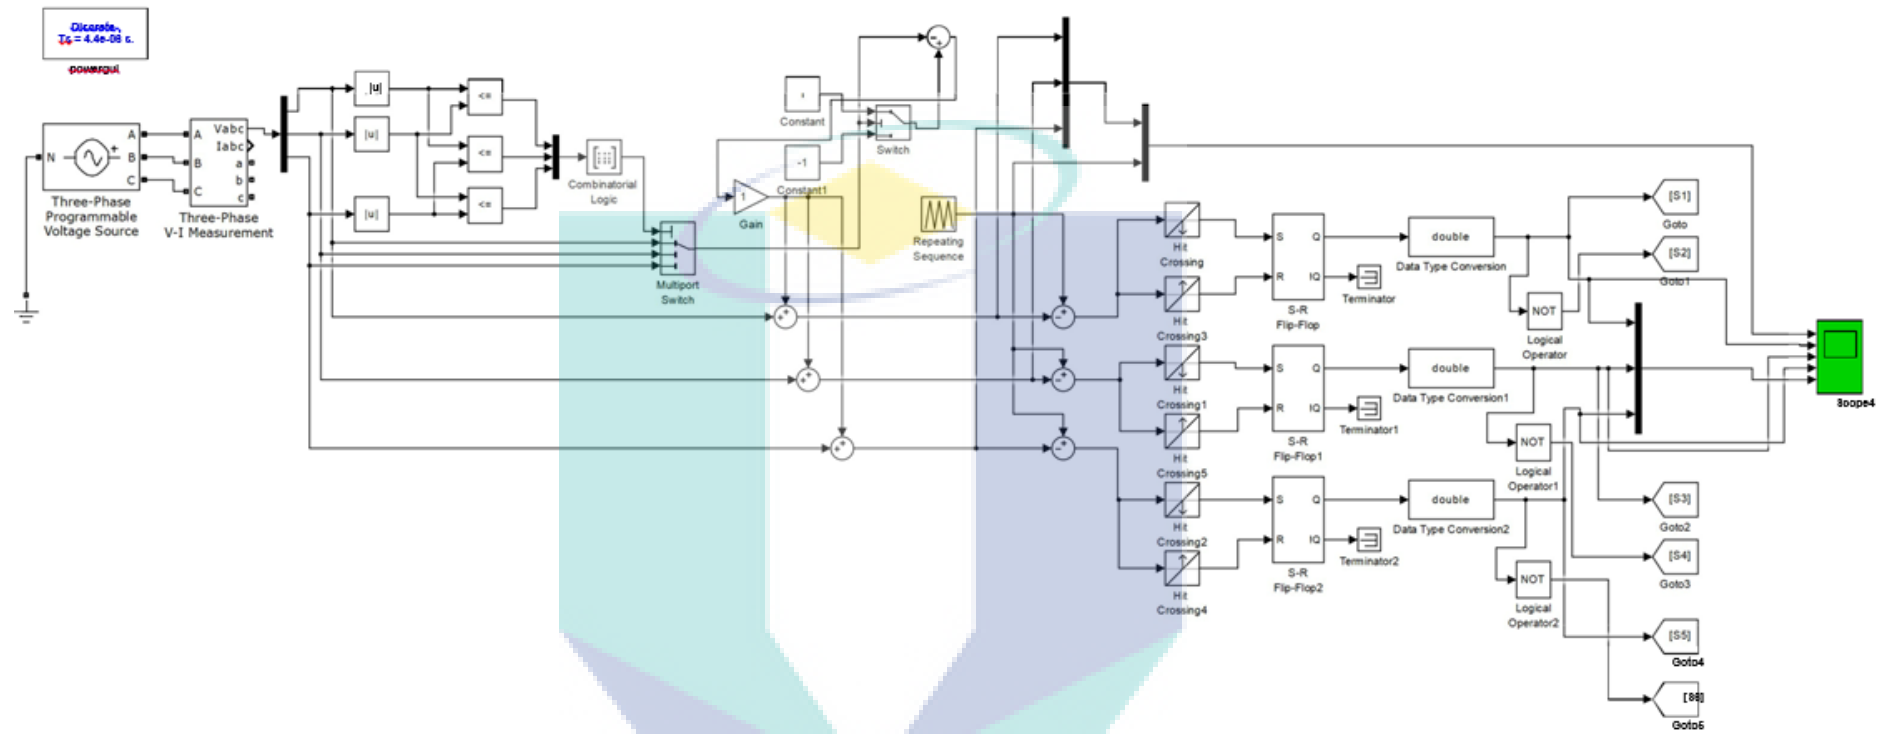 Discrete,
Ts = 4.4e-06 s.
powergui
N
A
B
C
Three-Phase
Programmable
Voltage Source
A
B
C
Vabc
Iabc
a
b
c
Three-Phase
V-I Measurement
|u|
|u|
|u|
<=
<=
<=
Combinatorial
Logic
Multiport
Switch
Constant
-1
Constant1
Switch
1
Gain
Repeating
Sequence
Hit
Crossing
Hit
Crossing3
Hit
Crossing1
Hit
Crossing5
Hit
Crossing2
Hit
Crossing4
S
R
Q
!Q
S-R
Flip-Flop
S
R
Q
!Q
S-R
Flip-Flop1
S
R
Q
!Q
S-R
Flip-Flop2
Terminator
Terminator1
Terminator2
double
Data Type Conversion
double
Data Type Conversion1
double
Data Type Conversion2
NOT
Logical
Operator
NOT
Logical
Operator1
NOT
Logical
Operator2
[S1]
Goto
[S2]
Goto1
[S3]
Goto2
[S4]
Goto3
[S5]
Goto4
[S6]
Goto5
Scope4